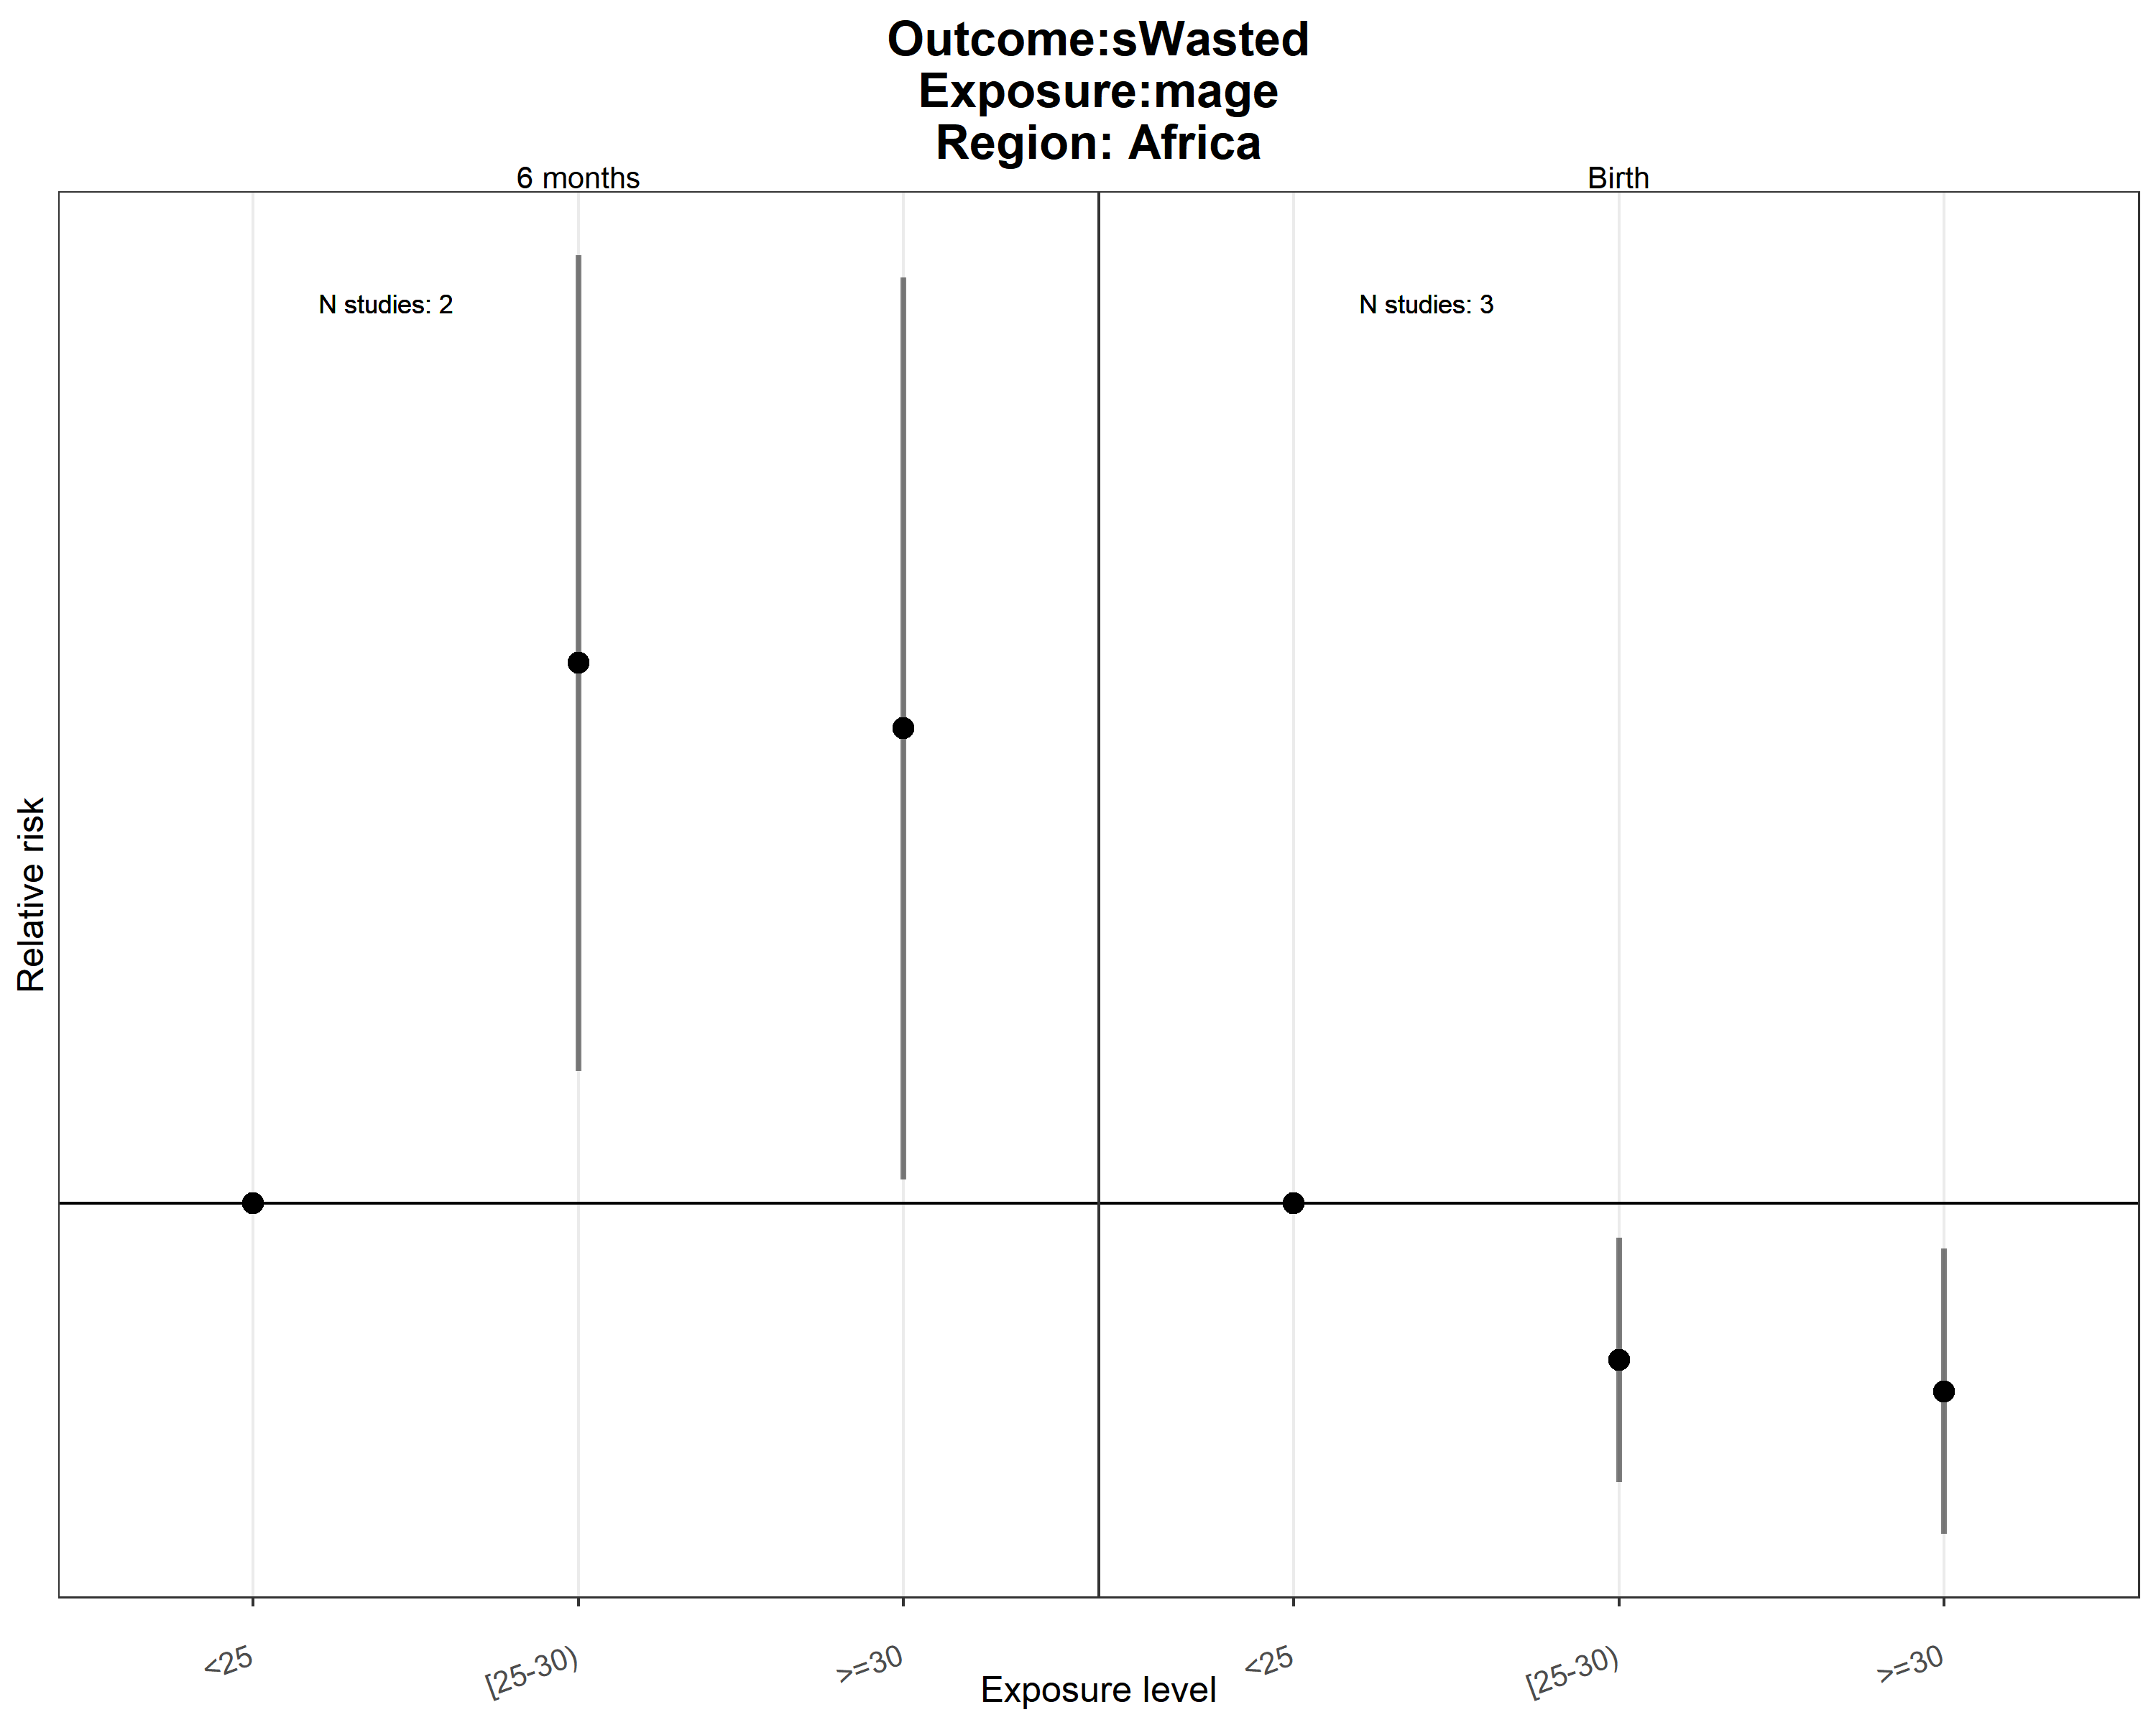 Outcome:sWasted
Exposure:mage
Region: Africa
6 months
Birth
N studies: 2
N studies: 3
Relative risk
<25
[25-30)
>=30
<25
[25-30)
>=30
Exposure level